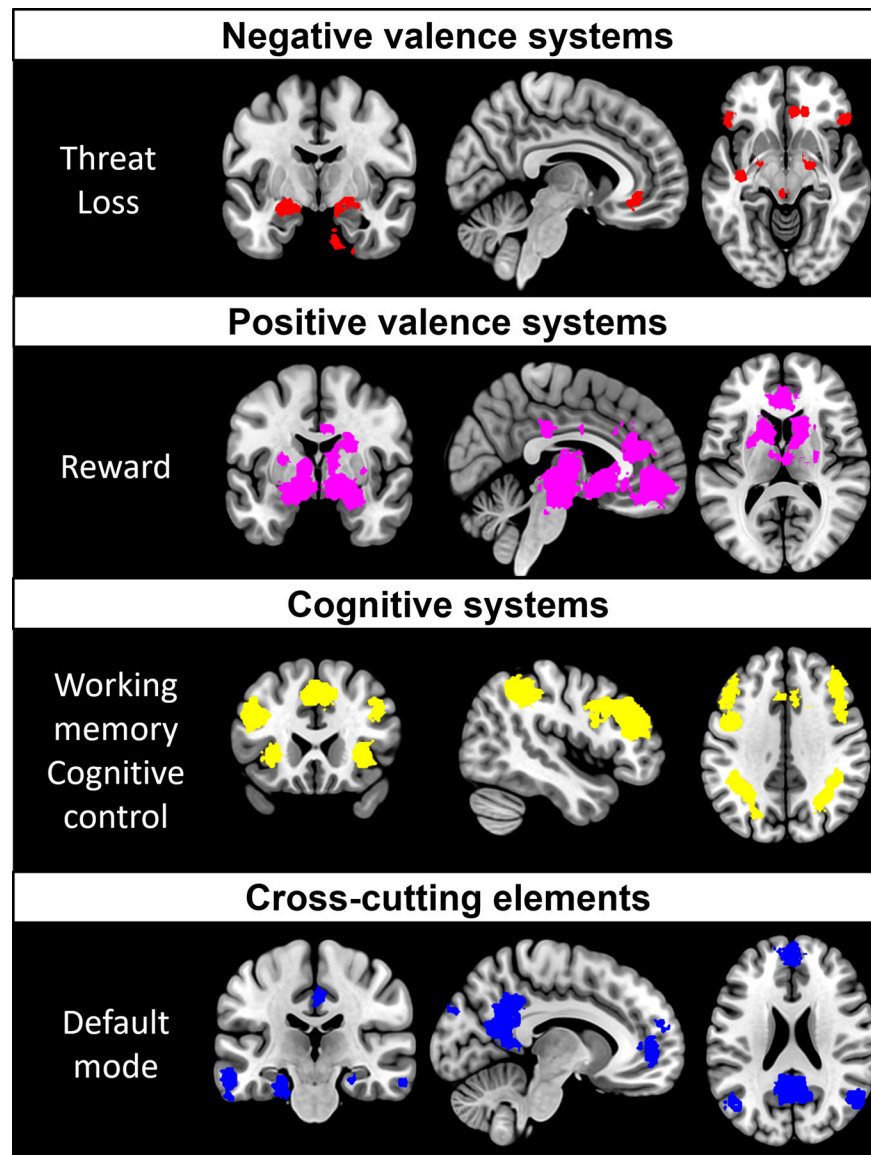 Negative valence systems
Threat
Loss
Positive valence systems
Reward
Cognitive systems
Working
memory
Cognitive
control
Cross-cutting elements
Default
mode